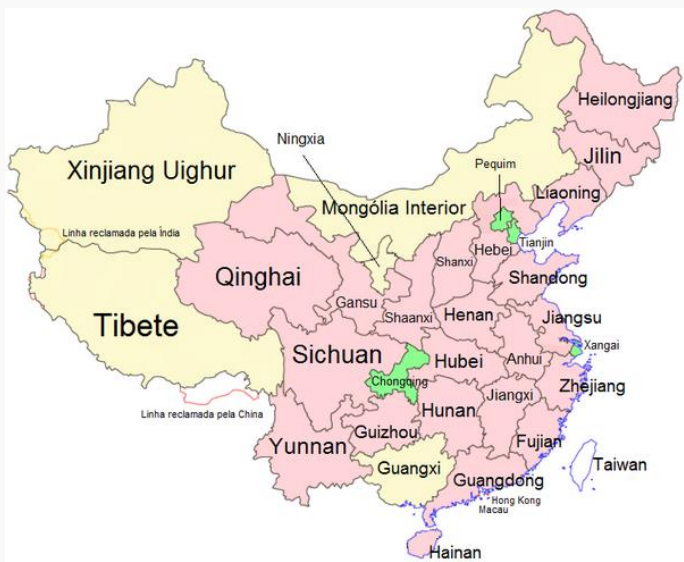 Heilongjiang
Ningxia
Jilin
Pequim
Xinjiang Uighur
Liaoning
Mongólia Interior
Linha reclamada pela Índia
Tianjin
Hebei
Shanxi
Qinghai
Shandong
Gansu
Tibete
Shaanxi
Henan
Jiangsu
Xangai
Sichuan
Hubei
Anhui
Chongqing
Zhejiang
Jiangxi
Linha reclamada pela China
Hunan
Guizhou
Yunnan
Fujian
Taiwan
Guangxi
Guangdong
Hong Kong
Macau
Hainan